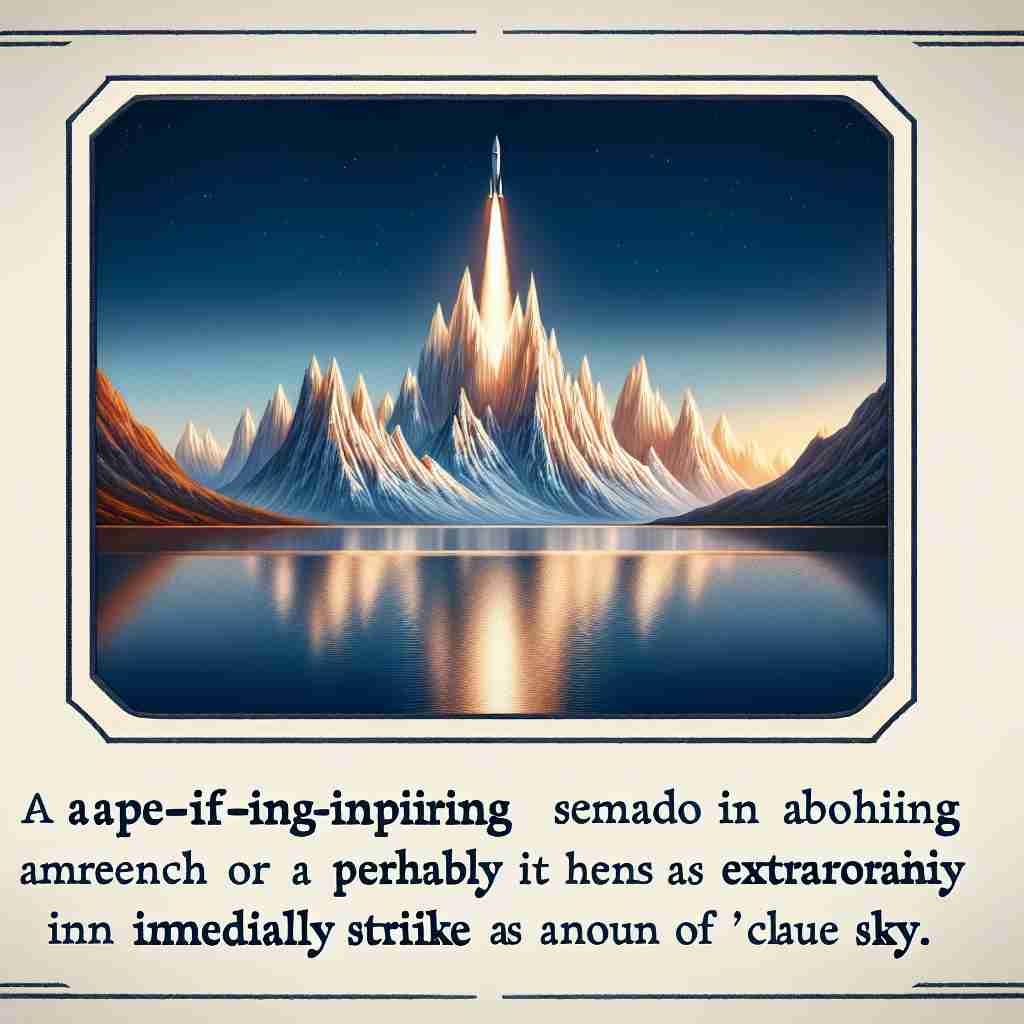 A aape-if-ing-inpiiring semado in abohiing
amreench or a perhably it hens as extraroraniy
inn immedially striike as anoun of 'claue sky.